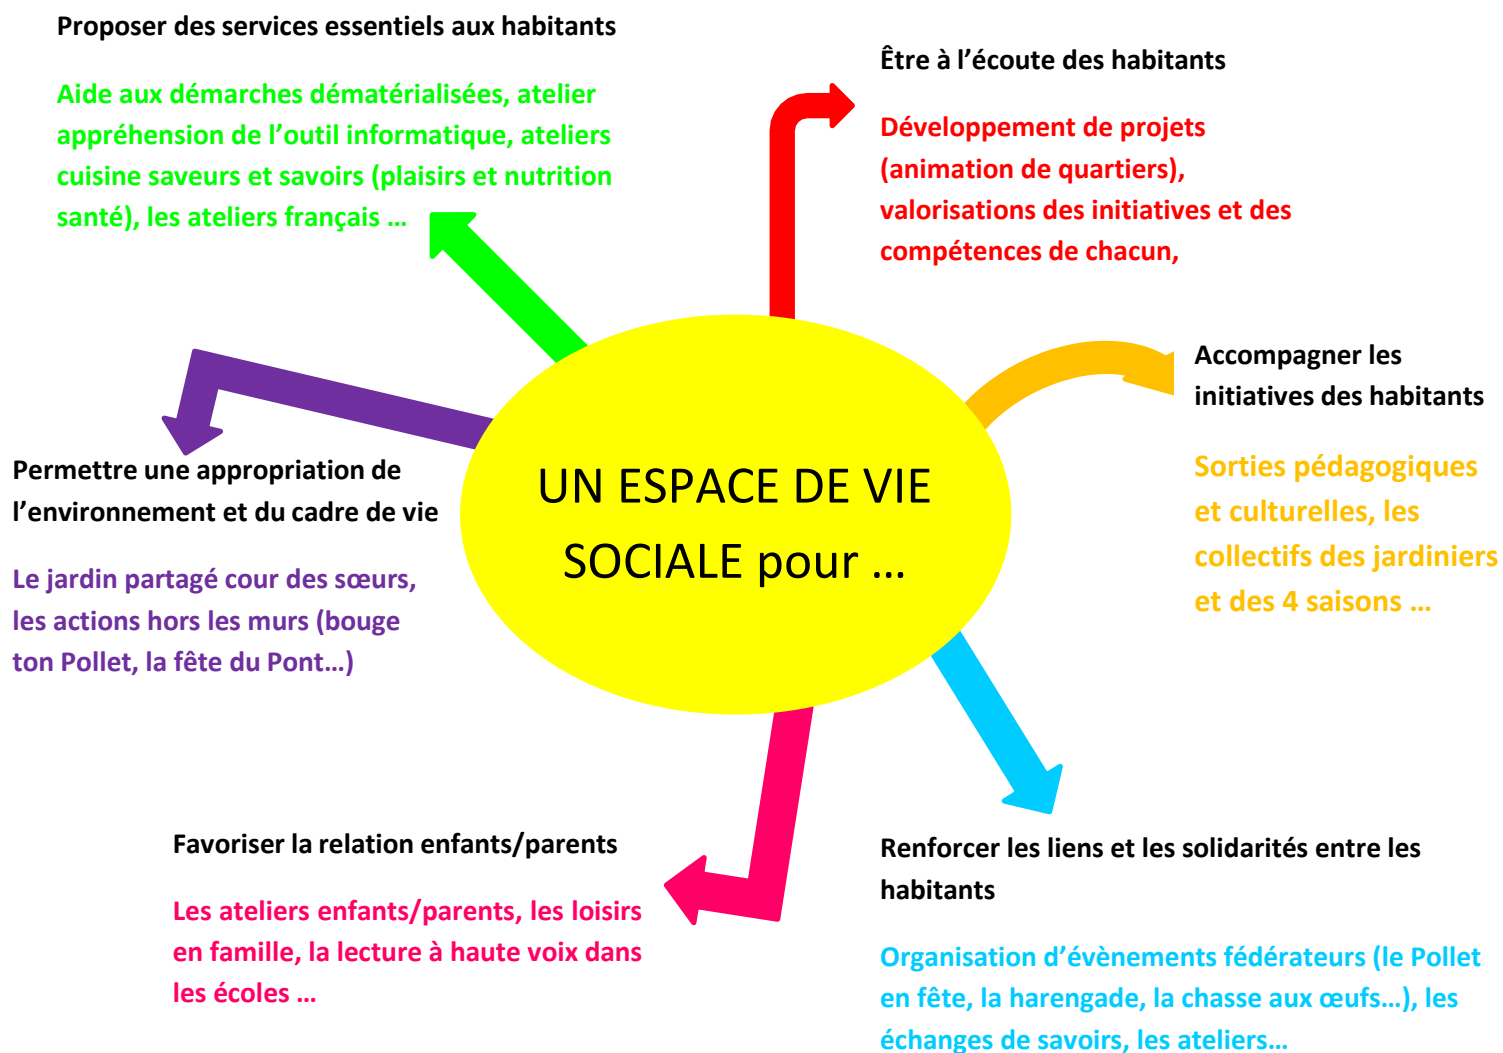 Proposer des services essentiels aux habitants
Aide aux démarches dématérialisées, atelier
appréhension de l’outil informatique, ateliers
cuisine saveurs et savoirs (plaisirs et nutrition
santé), les ateliers français …
Être à l’écoute des habitants
Développement de projets
(animation de quartiers),
valorisations des initiatives et des
compétences de chacun,
Accompagner les
initiatives des habitants
Sorties pédagogiques
et culturelles, les
collectifs des jardiniers
et des 4 saisons …
UN ESPACE DE VIE
SOCIALE pour …
Permettre une appropriation de
l’environnement et du cadre de vie
Le jardin partagé cour des sœurs,
les actions hors les murs (bouge
ton Pollet, la fête du Pont…)
Favoriser la relation enfants/parents
Les ateliers enfants/parents, les loisirs
en famille, la lecture à haute voix dans
les écoles …
Renforcer les liens et les solidarités entre les
habitants
Organisation d’évènements fédérateurs (le Pollet
en fête, la harengade, la chasse aux œufs…), les
échanges de savoirs, les ateliers…